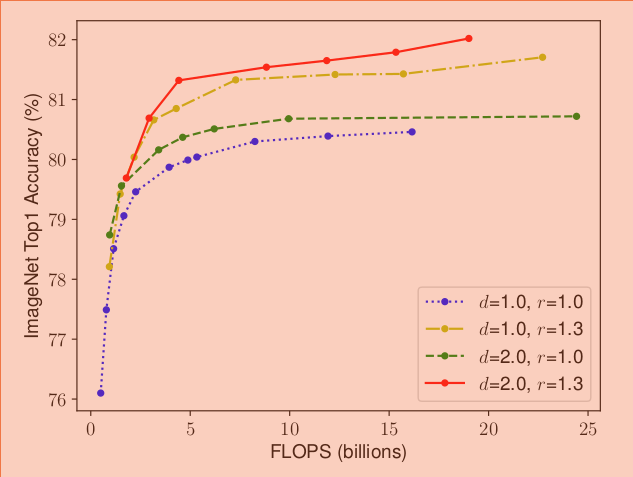 82
81
80
79
78
77
76
ImageNet Top1 Accuracy (%)
d=1.0, r=1.0
d=1.0, r=1.3
d=2.0, r=1.0
d=2.0, r=1.3
0 5 10 15 20 25
FLOPS (billions)